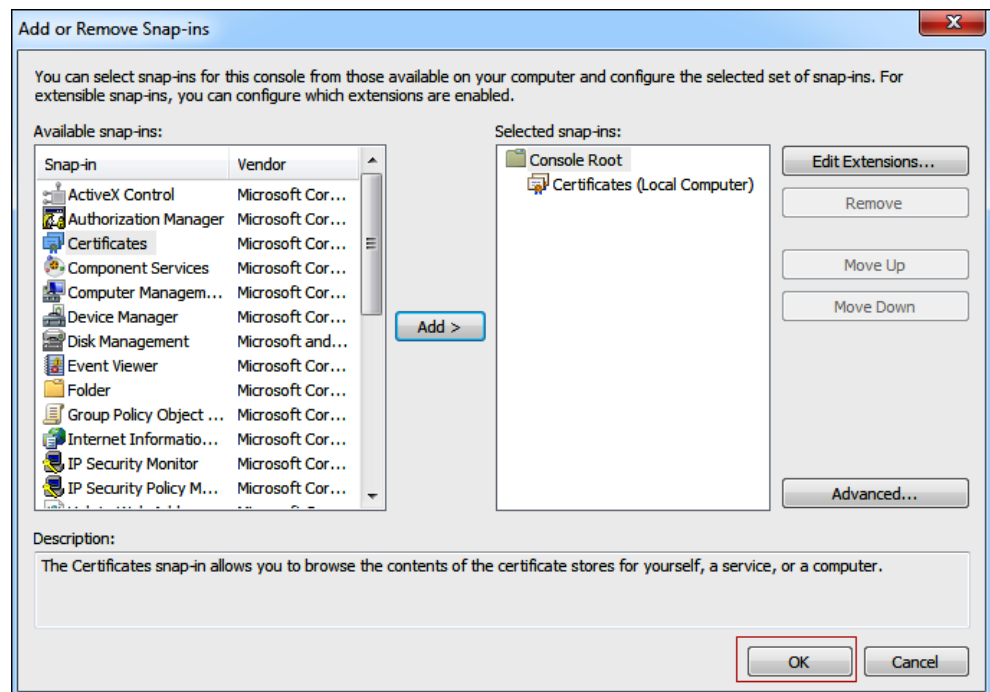 Add or Remove Snap-ins
You can select snap-ins for this console from those available on your computer and configure the selected set of snap-ins. For
extensible snap-ins, you can configure which extensions are enabled.
Available snap-ins:
Selected snap-ins:
Snap-in Vendor
ActiveX Control Microsoft Cor...
Authorization Manager Microsoft Cor...
Certificates Microsoft Cor...
Component Services Microsoft Cor...
Computer Managem... Microsoft Cor...
Device Manager Microsoft Cor...
Disk Management Microsoft and...
Event Viewer Microsoft Cor...
Folder Microsoft Cor...
Group Policy Object ... Microsoft Cor...
Internet Informatio... Microsoft Cor...
IP Security Monitor Microsoft Cor...
IP Security Policy M... Microsoft Cor...
Add >
Console Root
Certificates (Local Computer)
Edit Extensions...
Remove
Move Up
Move Down
Advanced...
Description:
The Certificates snap-in allows you to browse the contents of the certificate stores for yourself, a service, or a computer.
OK
Cancel